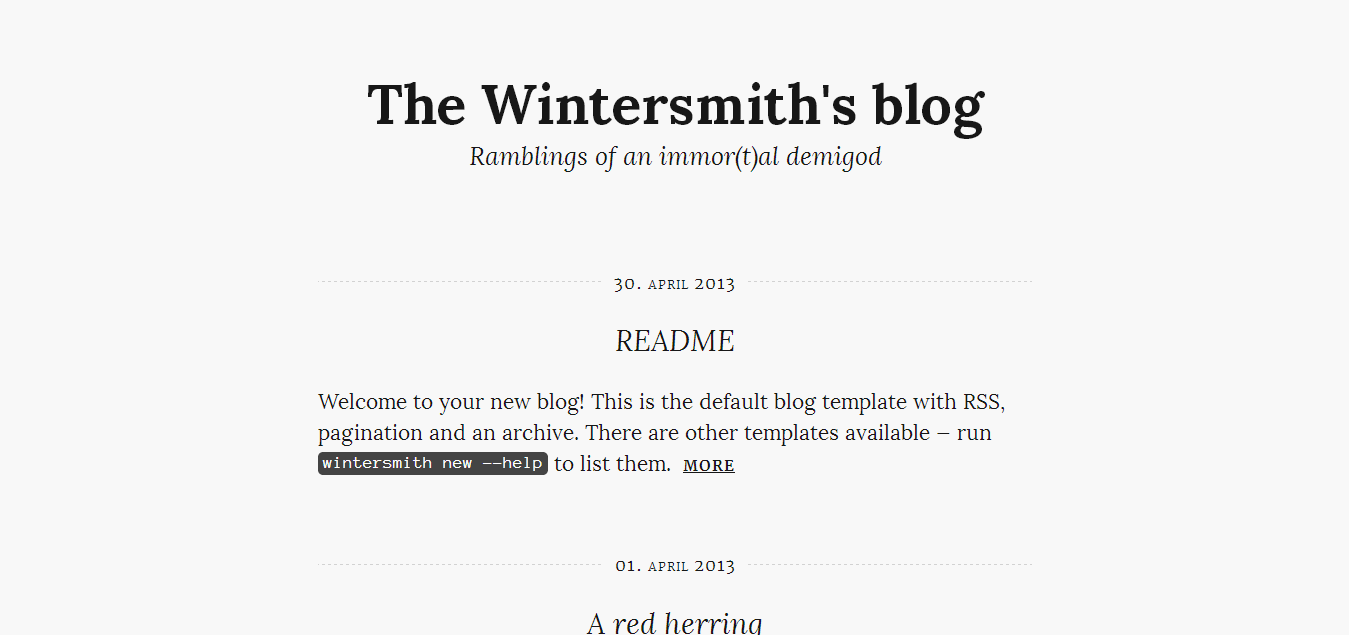 The Wintersmith's blog
Ramblings of an immor(t)al demigod
30. APRIL 2013
README
Welcome to your new blog! This is the default blog template with RSS,
pagination and an archive. There are other templates available – run
wintersmith new --help to list them. MORE
01. APRIL 2013
A red herring